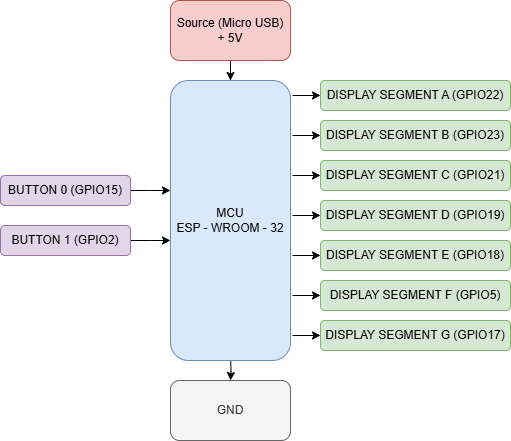 Source (Micro USB)
+ 5V
DISPLAY SEGMENT A (GPIO22)
DISPLAY SEGMENT B (GPIO23)
DISPLAY SEGMENT C (GPIO21)
BUTTON 0 (GPIO15)
MCU
ESP - WROOM - 32
DISPLAY SEGMENT D (GPIO19)
BUTTON 1 (GPIO2)
DISPLAY SEGMENT E (GPIO18)
DISPLAY SEGMENT F (GPIO5)
DISPLAY SEGMENT G (GPIO17)
GND